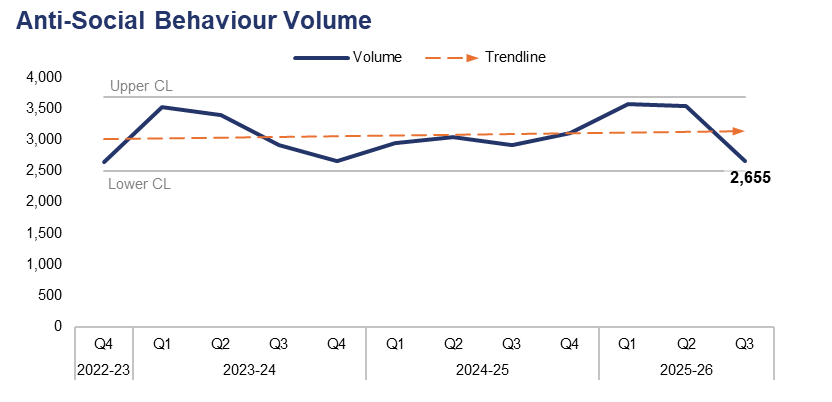 Anti-Social Behaviour Volume
Volume Trendline
4,000
Upper CL
3,500
3,000
2,500
Lower CL
2,655
2,000
1,500
1,000
500
0
Q4 Q1 Q2 Q3 Q4 Q1 Q2 Q3 Q4 Q1 Q2 Q3
2022-23 2023-24 2024-25 2025-26